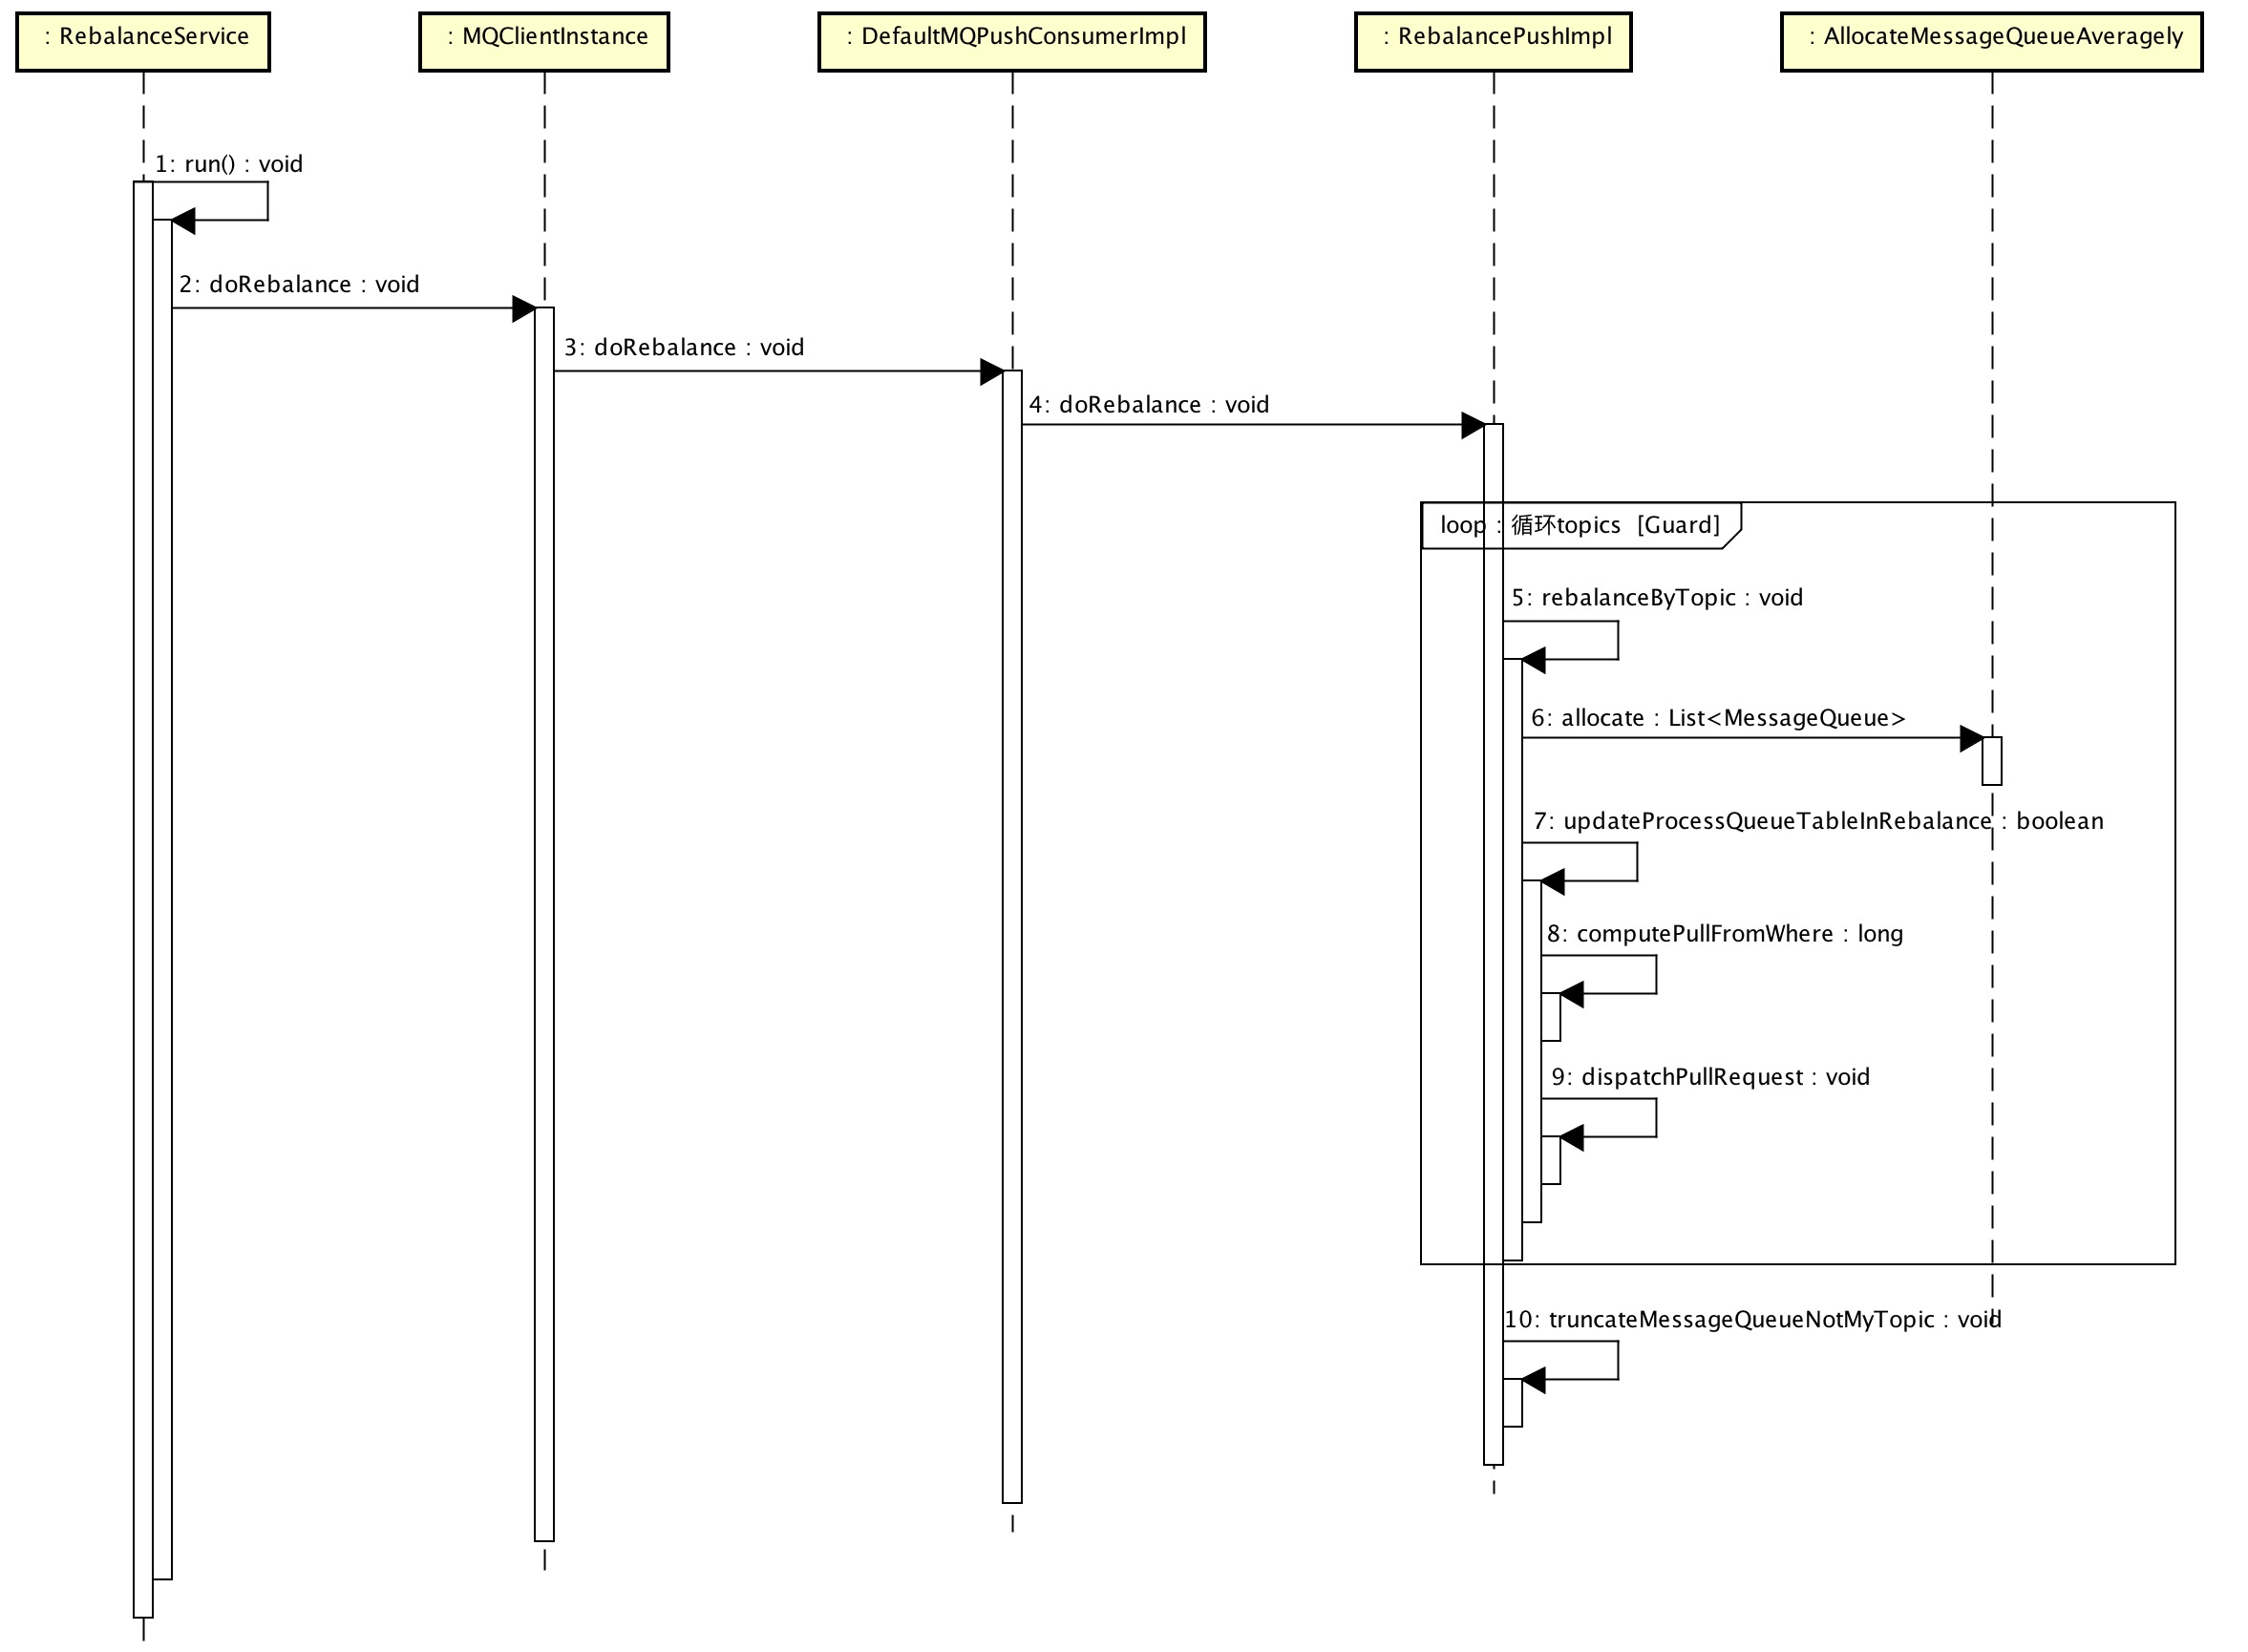 : RebalanceService
: MQClientInstance
: DefaultMQPushConsumerImpl
: RebalancePushImpl
: AllocateMessageQueueAveragely
1: run() : void
2: doRebalance : void
3: doRebalance : void
4: doRebalance : void
loop : 循环topics [Guard]
5: rebalanceByTopic : void
6: allocate : List<MessageQueue>
7: updateProcessQueueTableInRebalance : boolean
8: computePullFromWhere : long
9: dispatchPullRequest : void
10: truncateMessageQueueNotMyTopic : void